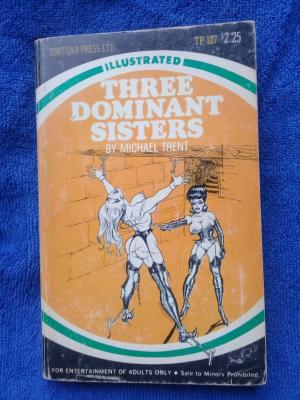 TORTURA PRESS LTD
TP-107 $2.25
ILLUSTRATED
THREE
DOMINANT
SISTERS
BY MICHAEL TRENT
FOR ENTERTAINMENT OF ADULTS ONLY • Sale to Minors Prohibited